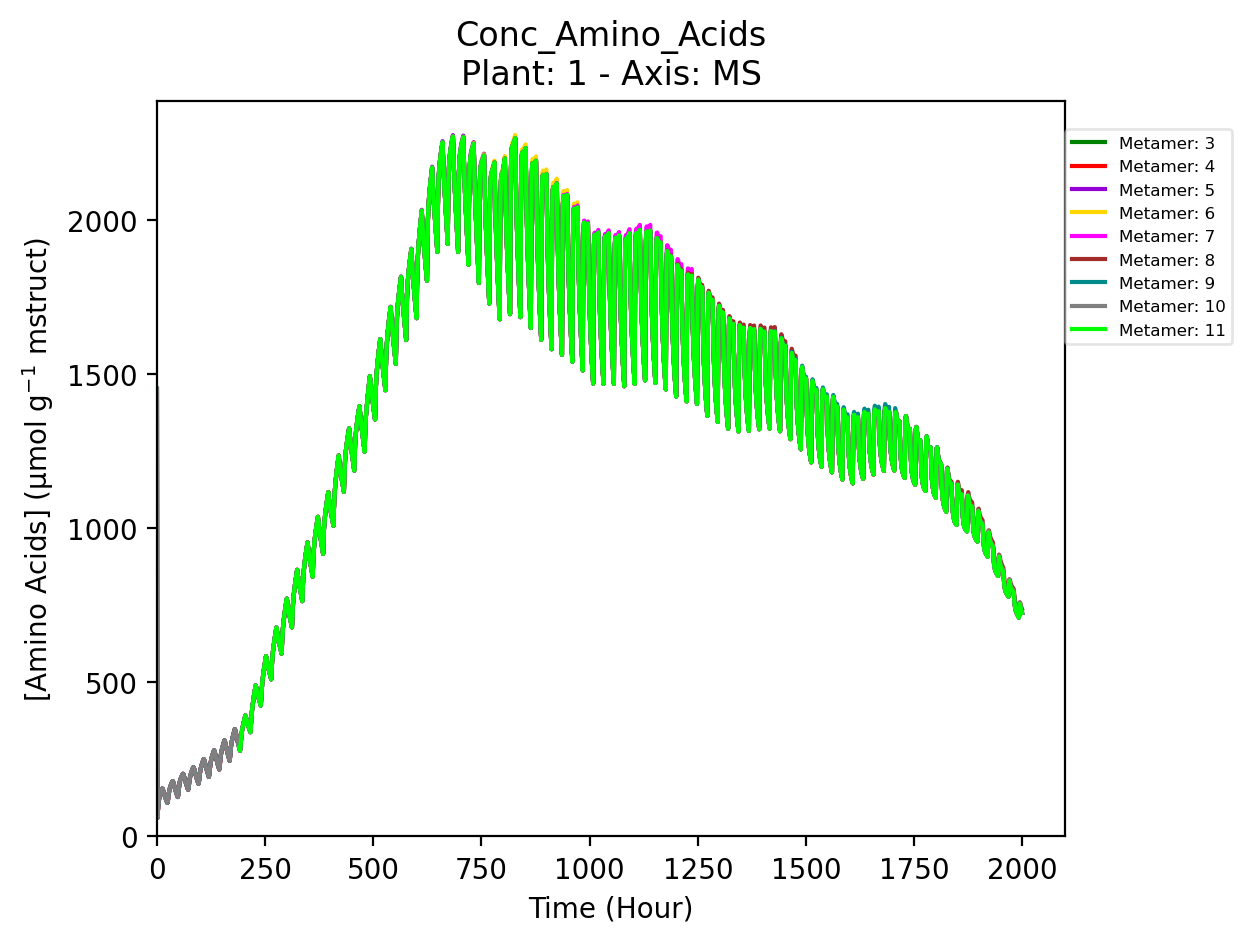 Conc_Amino_Acids
Plant: 1 - Axis: MS
[Amino Acids] (µmol g⁻¹ mstruct)
2000
1500
1000
500
0
0 250 500 750 1000 1250 1500 1750 2000
Time (Hour)
Metamer: 3
Metamer: 4
Metamer: 5
Metamer: 6
Metamer: 7
Metamer: 8
Metamer: 9
Metamer: 10
Metamer: 11